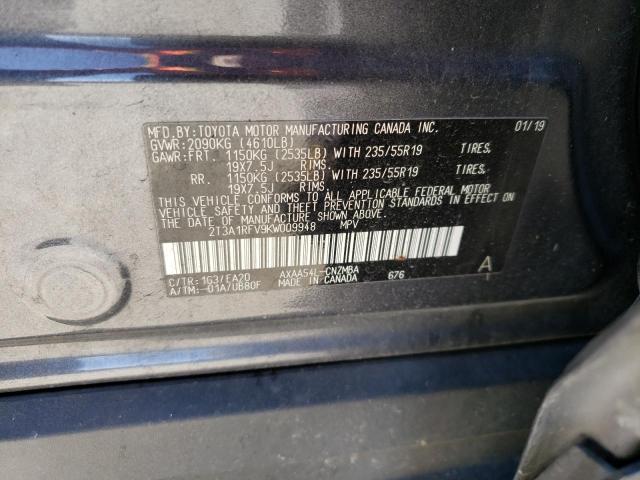 MFD.BY:TOYOTA MOTOR MANUFACTURING CANADA INC. 01/19
GVWR:2090KG (4610LB)
GAWR:FRT. 1150KG (2535LB) WITH 235/55R19 TIRES,
19X7.5J RIMS,
RR. 1150KG (2535LB) WITH 235/55R19 TIRES,
19X7.5J RIMS.
THIS VEHICLE CONFORMS TO ALL APPLICABLE FEDERAL MOTOR
VEHICLE SAFETY AND THEFT PREVENTION STANDARDS IN EFFECT ON
THE DATE OF MANUFACTURE SHOWN ABOVE.
2T3A1RFV9KW009948 MPV
C/TR:1G3/EA20 AXAA54L-CNZMBA A
A/TM:-01A/UB80F MADE IN CANADA 676